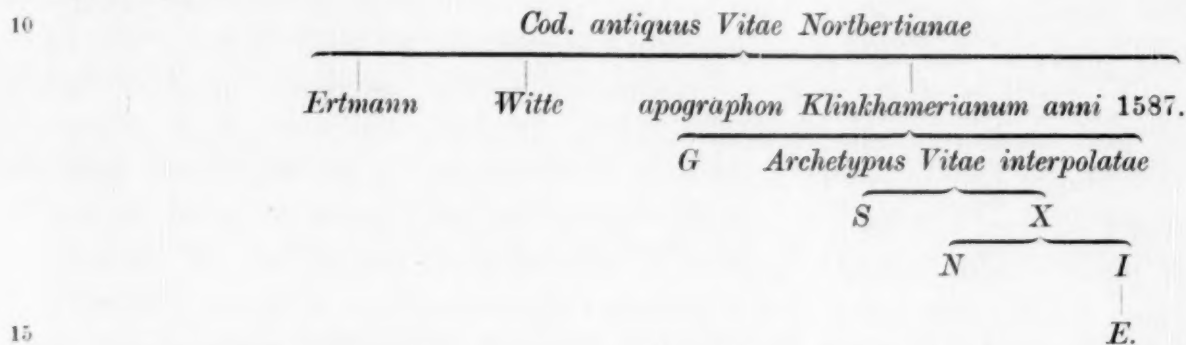 10 Cod. antiquus Vitae Nortbertianae
Ertmann Witte apographon Klinkhamerianum anni 1587.
G Archetypus Vitae interpolatae
S X
N I
15 E.